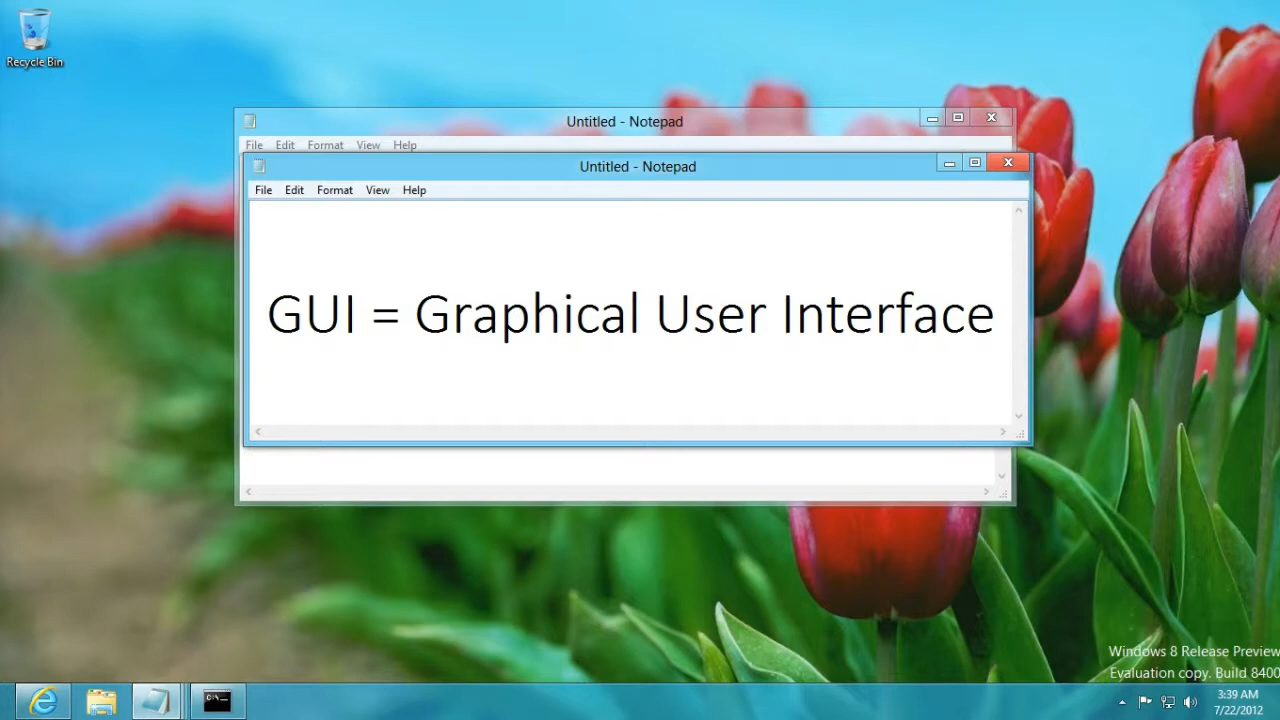 Recycle Bin
Untitled - Notepad
File Edit Format View Help
Untitled - Notepad
File Edit Format View Help
GUI = Graphical User Interface
Windows 8 Release Preview
Evaluation copy. Build 8400
C:\
3:39 AM
7/22/2012